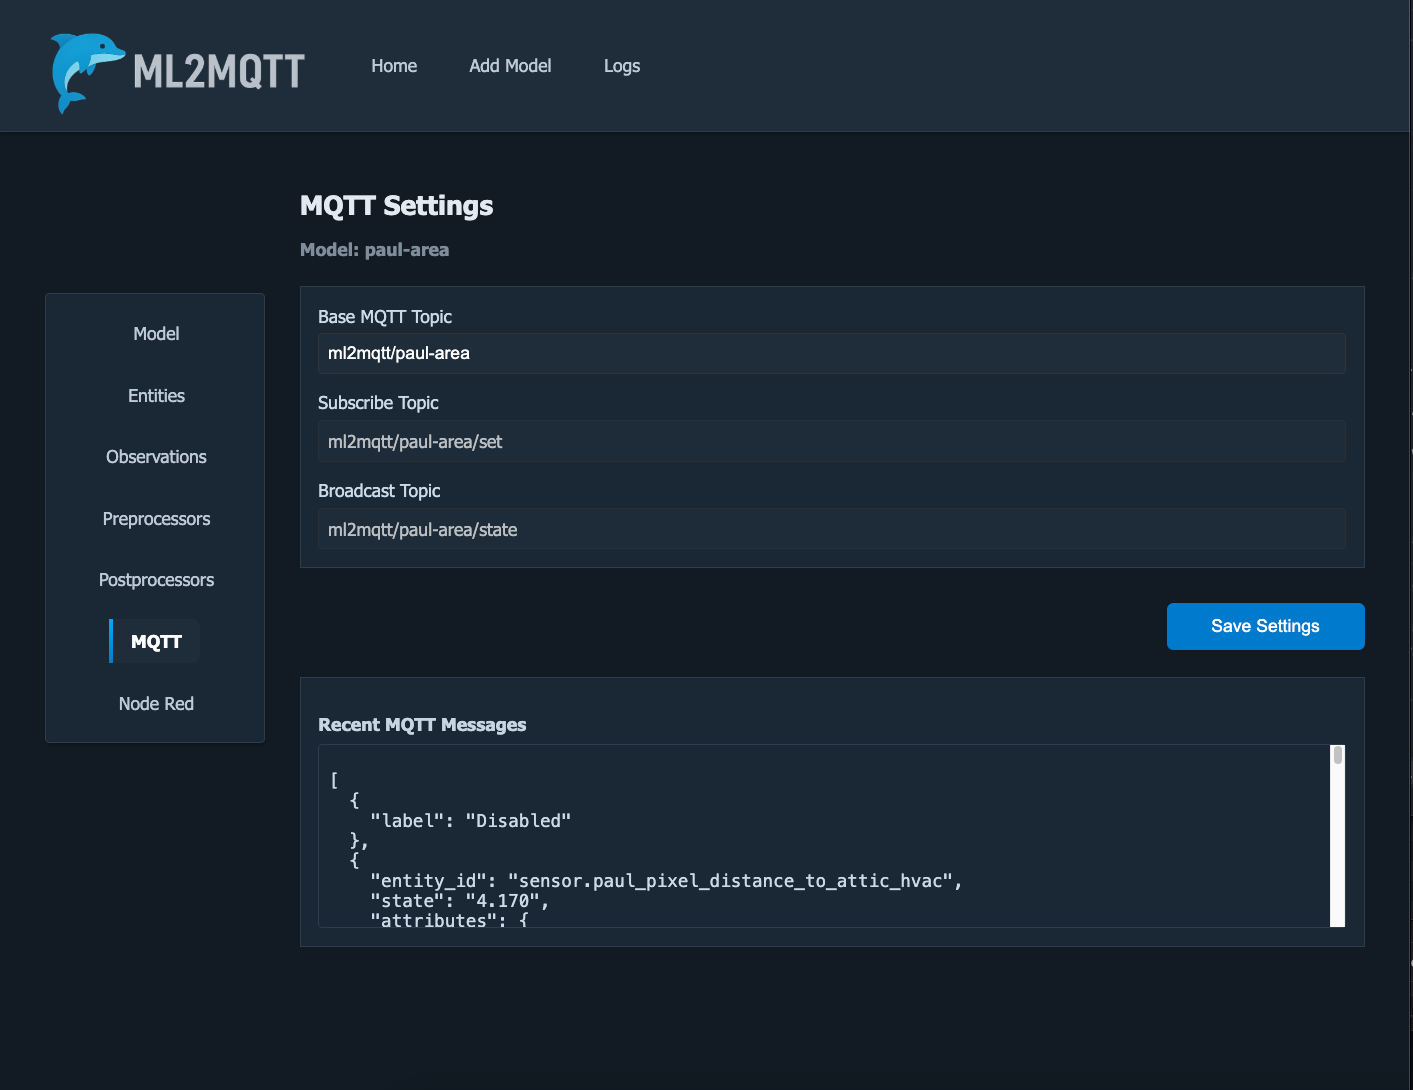 ML2MQTT
Home
Add Model
Logs
MQTT Settings
Model: paul-area
Model
Entities
Observations
Preprocessors
Postprocessors
MQTT
Node Red
Base MQTT Topic
ml2mqtt/paul-area
Subscribe Topic
ml2mqtt/paul-area/set
Broadcast Topic
ml2mqtt/paul-area/state
Save Settings
Recent MQTT Messages
[
{
"label": "Disabled"
},
{
"entity_id": "sensor.paul_pixel_distance_to_attic_hvac",
"state": "4.170",
"attributes": {